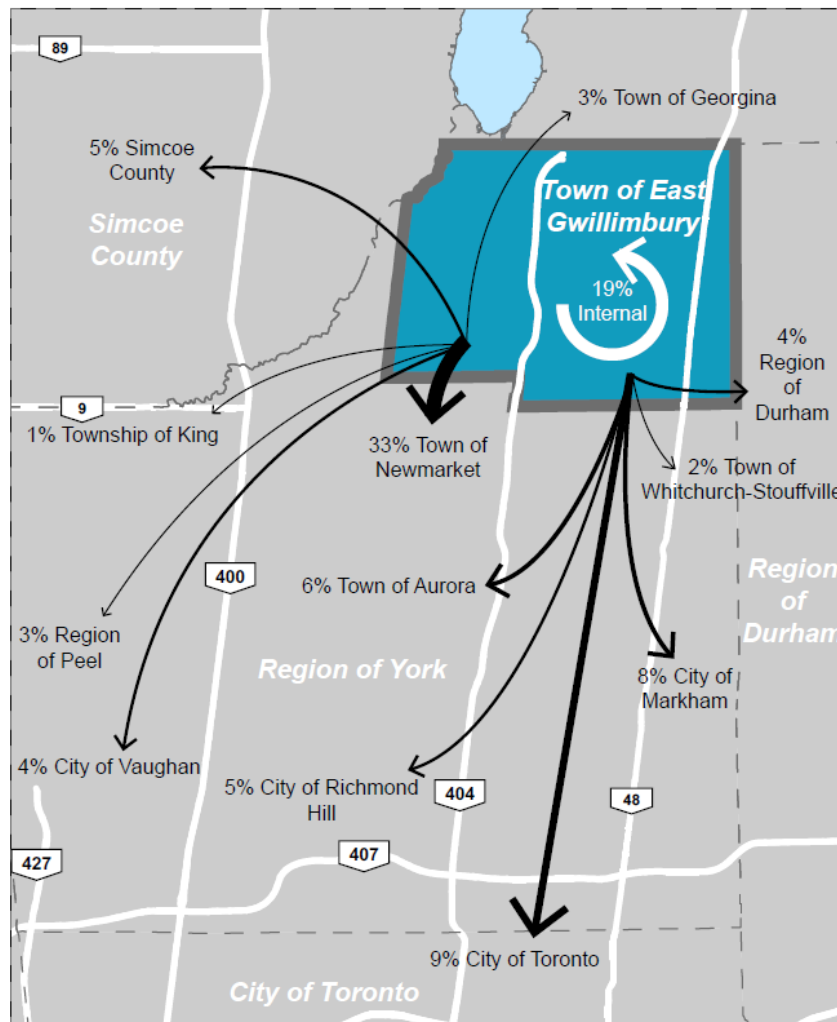 89
3% Town of Georgina
5% Simcoe
County
Town of East
Gwillimbury
Simcoe
County
19%
Internal
4%
Region
of
Durham
9
1% Township of King
33% Town of
Newmarket
2% Town of
Whitchurch-Stouffville
400
6% Town of Aurora
Region
of
Durham
3% Region
of Peel
Region of York
8% City of
Markham
4% City of Vaughan
5% City of Richmond
Hill
404
48
427
407
9% City of Toronto
City of Toronto